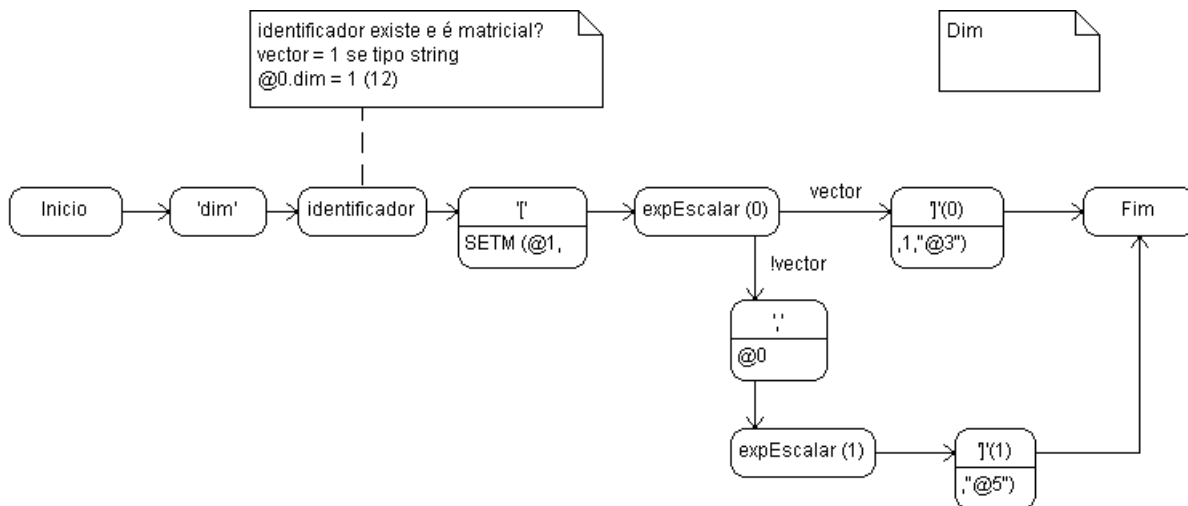 identificador existe e é matricial?
vector = 1 se tipo string
@0.dim = 1 (12)
Dim
Inicio
'dim'
identificador
'['
SETM (@1,
expEscalar (0)
vector
']'(0)
,1,"@3")
Fim
!vector
','
@0
expEscalar (1)
']'(1)
,"@5")